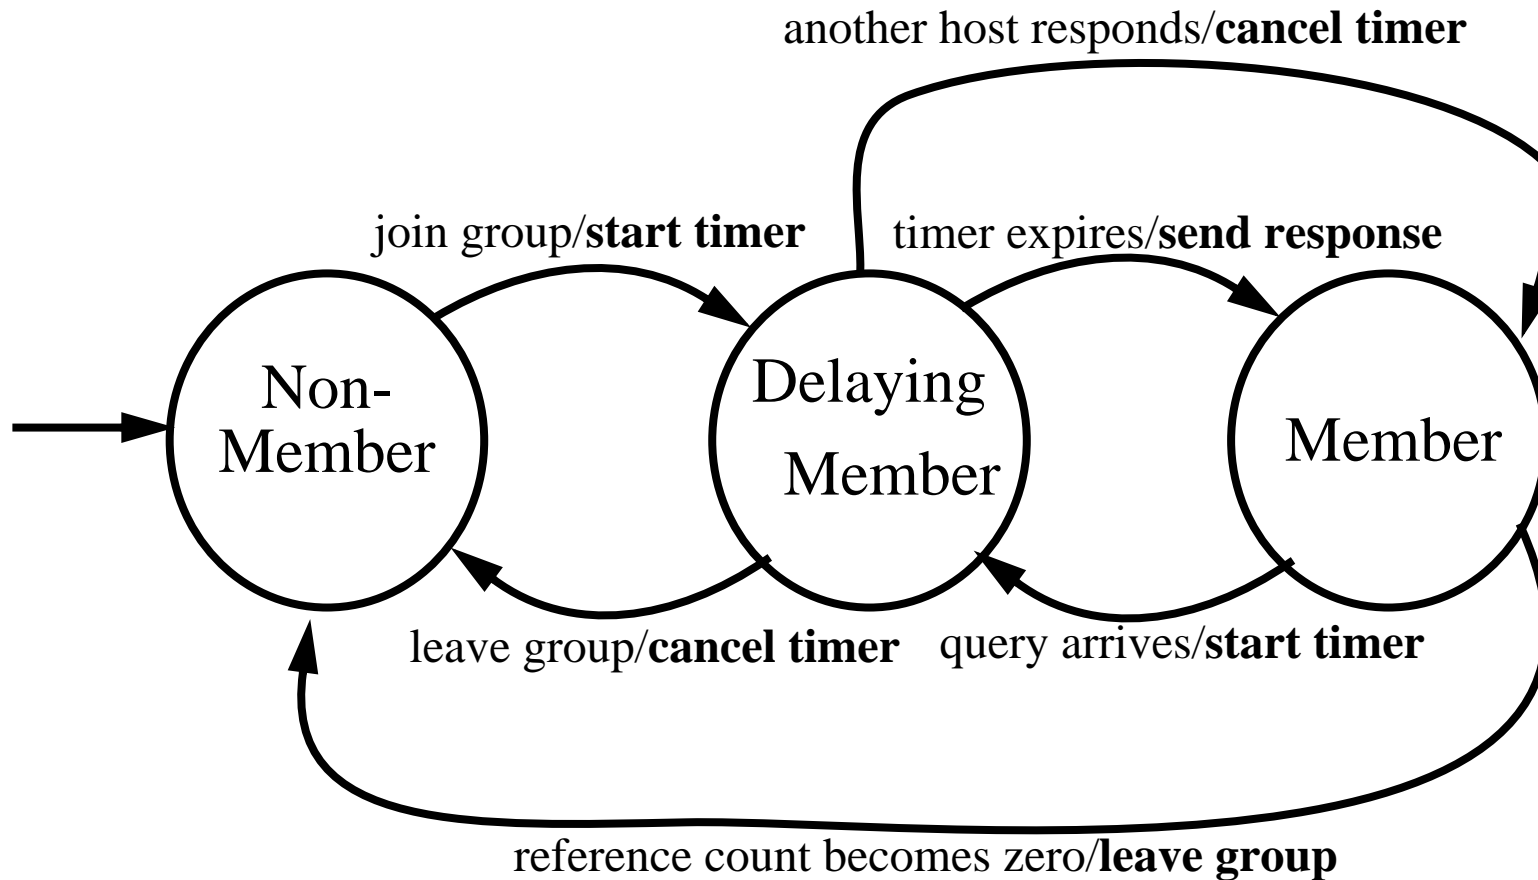 another host responds/cancel timer
join group/start timer
timer expires/send response
Non-
Member
Delaying
Member
Member
leave group/cancel timer
query arrives/start timer
reference count becomes zero/leave group